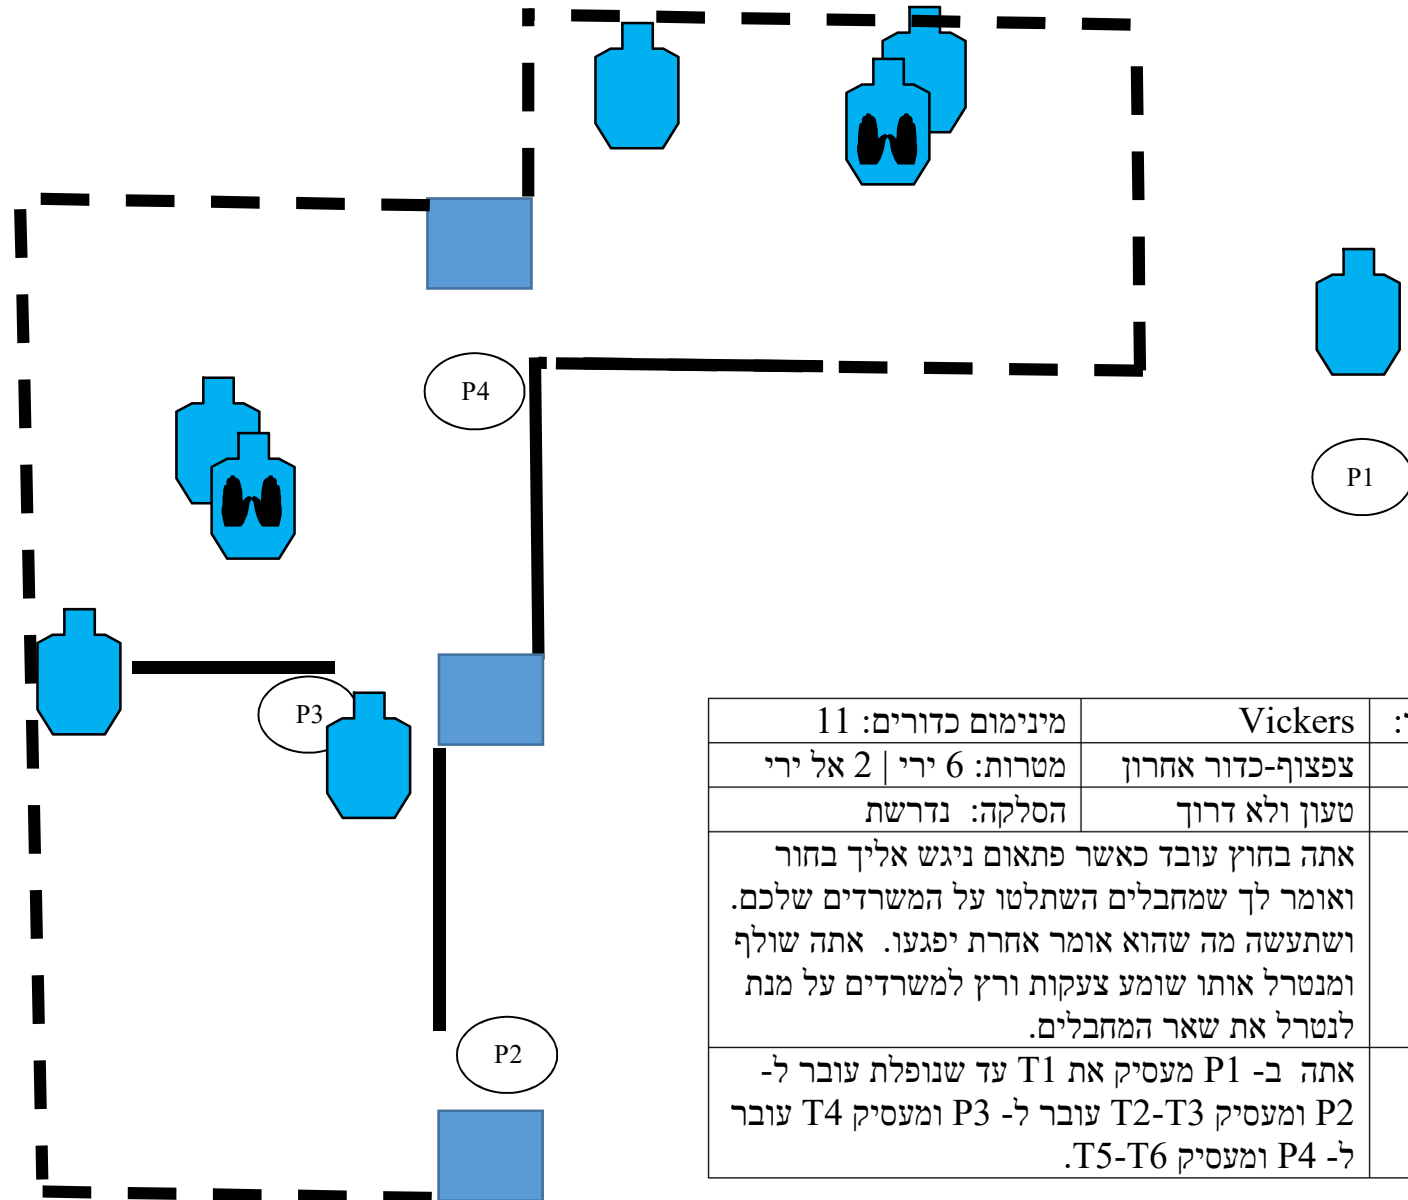 P4
P1
P3
P2
ר: Vickers מינימום כדורים: 11
צפצוף-כדור אחרון מטרות: 6 ירי | 2 אל ירי
טעון ולא דרוך הסלקה: נדרשת
אתה בחוץ עובד כאשר פתאום ניגש אליך בחור
ואומר לך שמחבלים השתלטו על המשרדים שלכם.
ושתעשה מה שהוא אומר אחרת יפגעו. אתה שולף
ומנטרל אותו שומע צעקות ורץ למשרדים על מנת
לנטרל את שאר המחבלים.
אתה ב- P1 מעסיק את T1 עד שנופלת עובר ל-
P2 ומעסיק T2-T3 עובר ל- P3 ומעסיק T4 עובר
ל- P4 ומעסיק T5-T6.